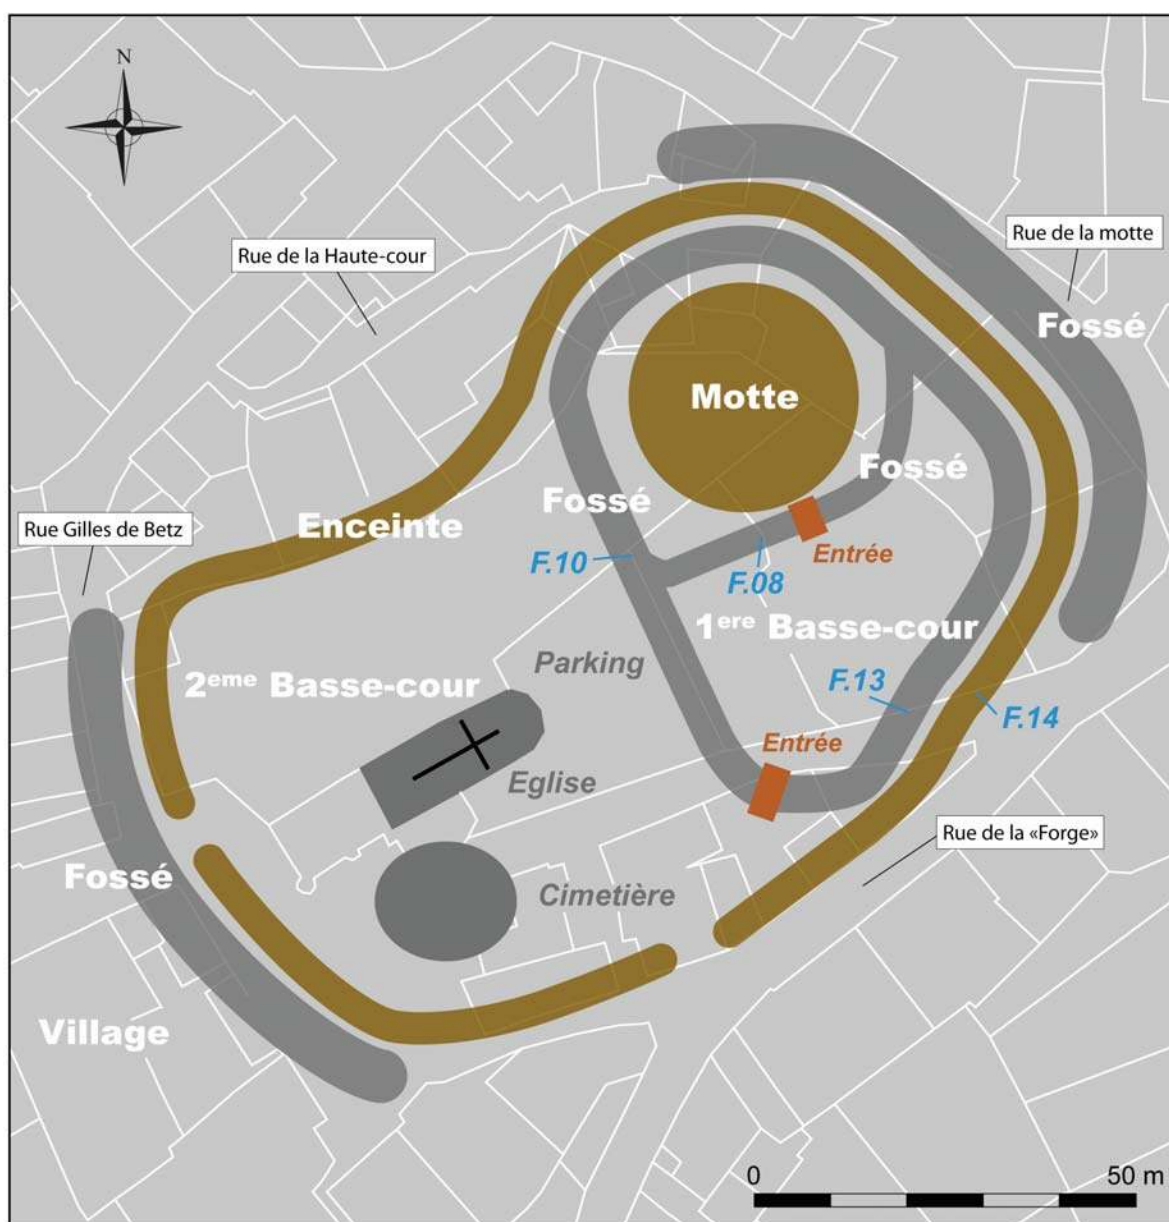 N
Rue de la Haute-cour
Rue de la motte
Fossé
Motte
Fossé
Fossé
Enceinte
Rue Gilles de Betz
F.10
Entrée
F.08
1ere Basse-cour
Parking
2eme Basse-cour
F.13
F.14
Entrée
Eglise
Rue de la «Forge»
Fossé
Cimetière
Village
0
50 m